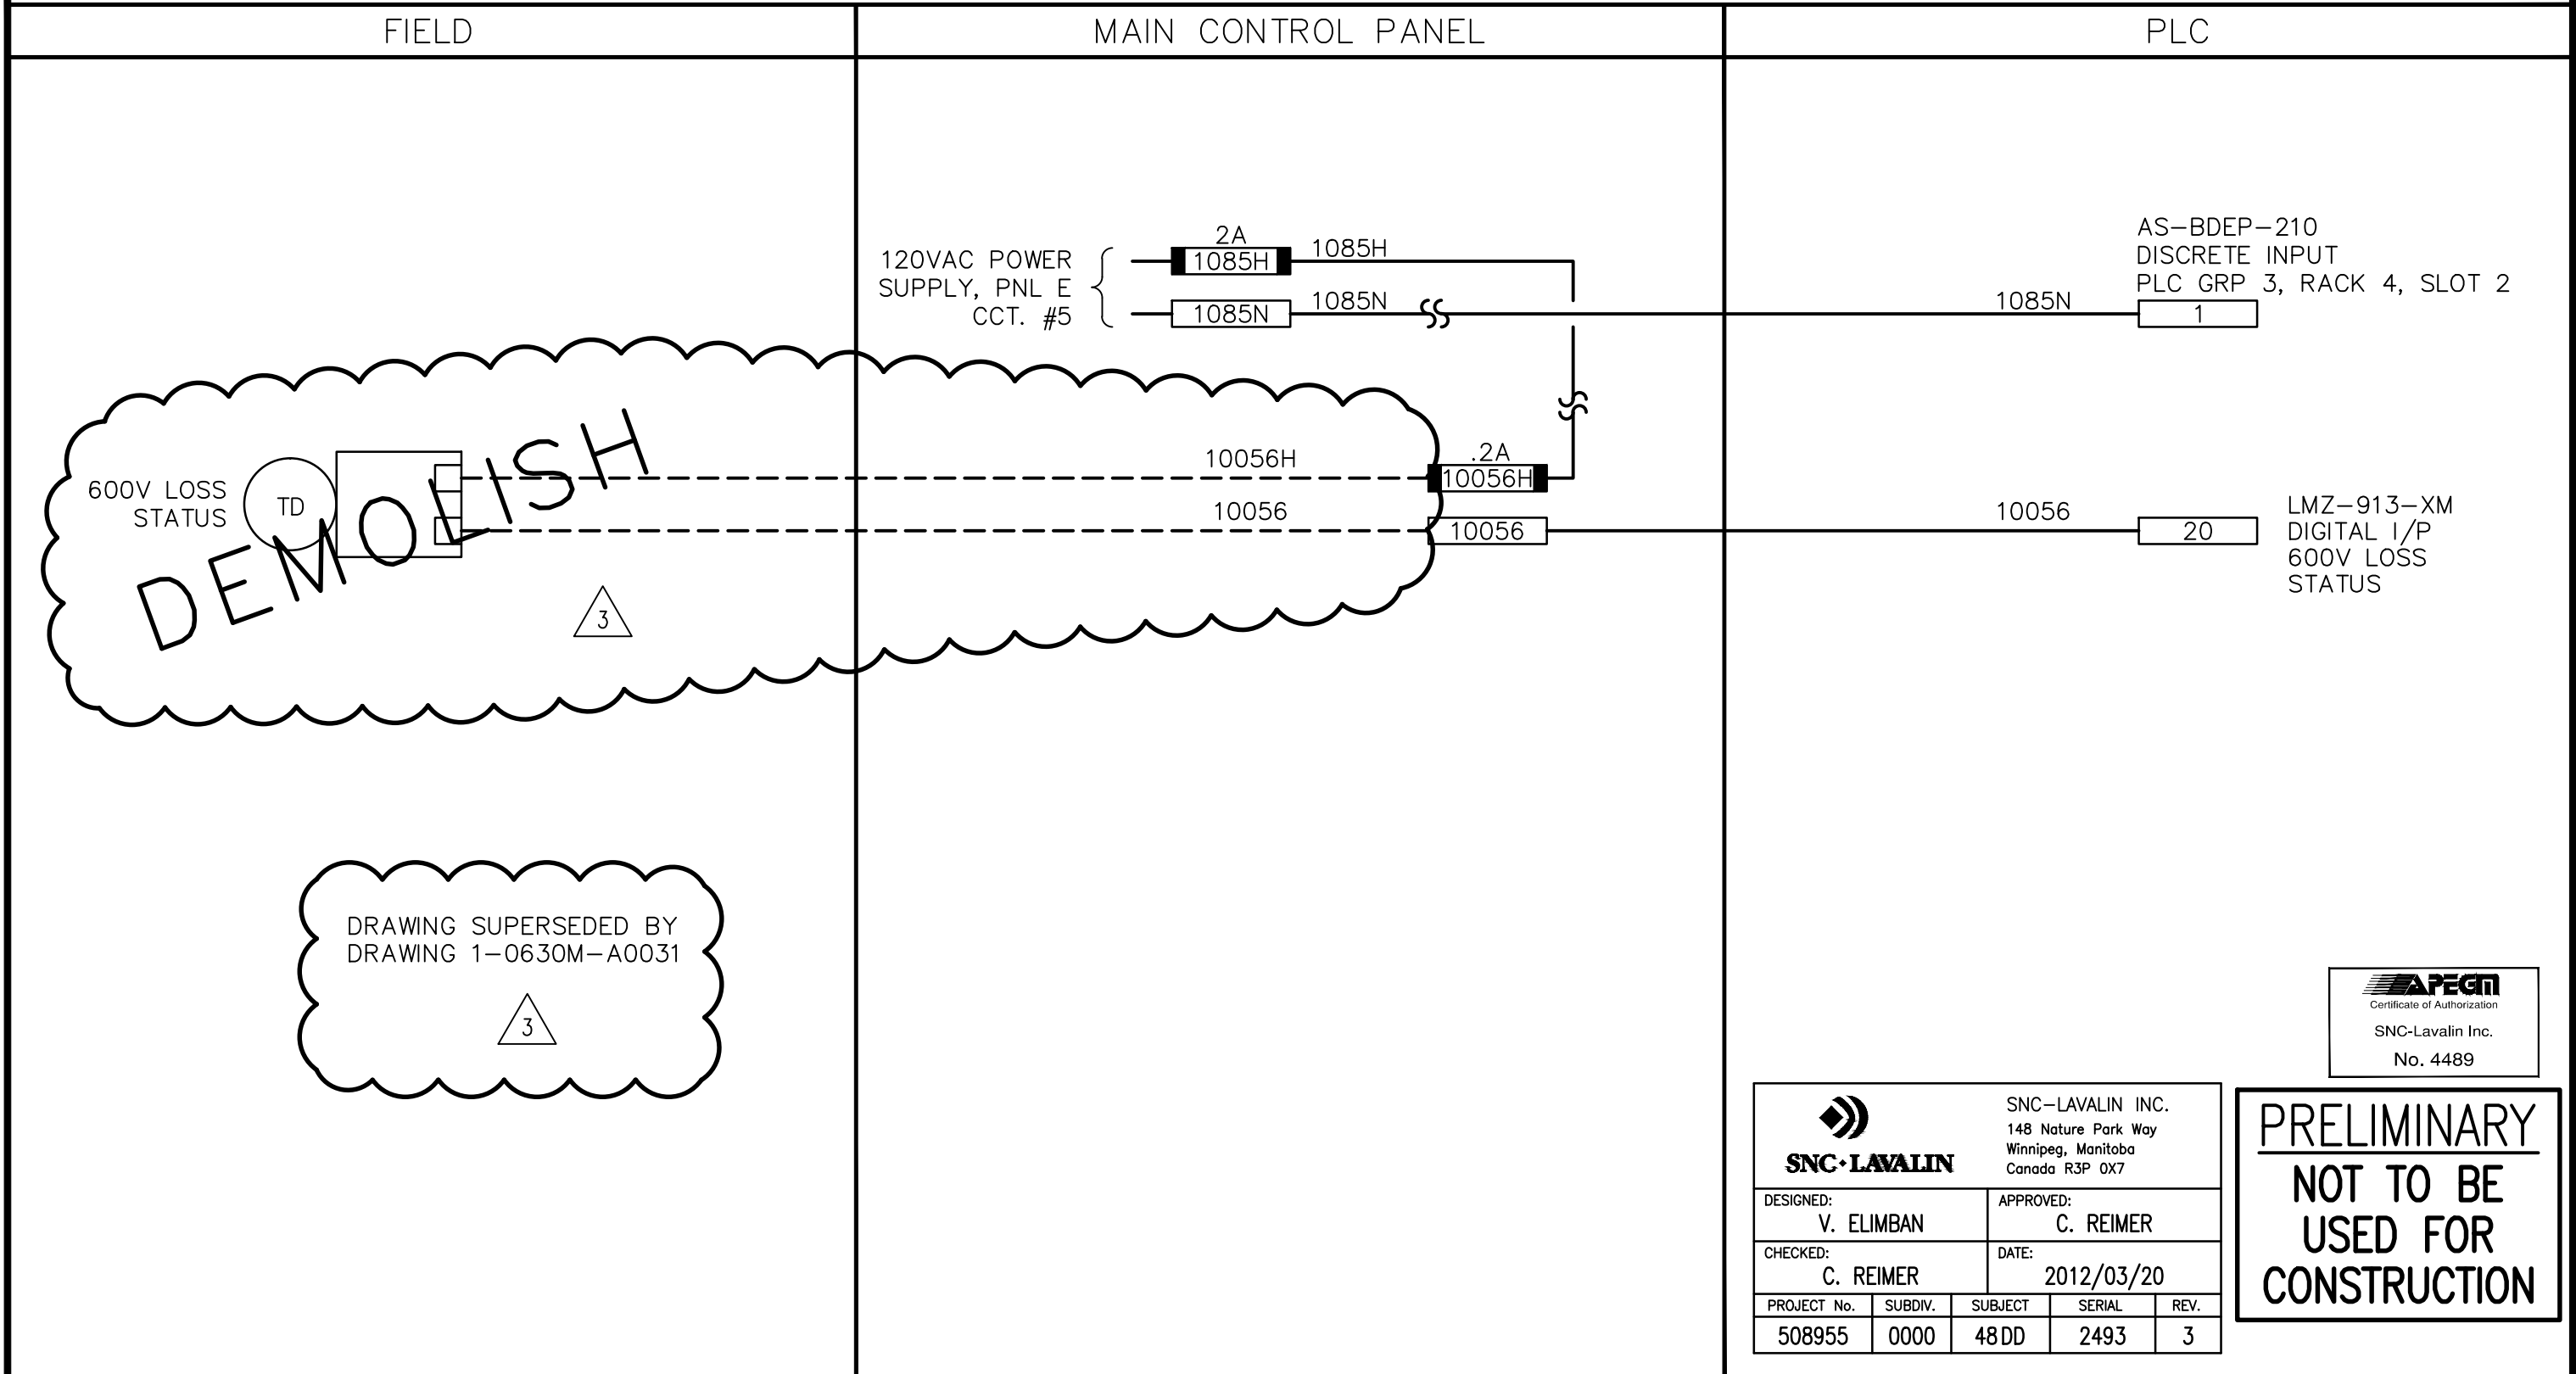 FIELD
MAIN CONTROL PANEL
PLC
120VAC POWER
SUPPLY, PNL E
CCT. #5
2A
1085H
1085H
1085N
1085N
1085N
AS-BDEP-210
DISCRETE INPUT
PLC GRP 3, RACK 4, SLOT 2
1
600V LOSS
STATUS
TD
DEMOLISH
3
10056H
10056
.2A
10056H
10056
10056
20
LMZ-913-XM
DIGITAL I/P
600V LOSS
STATUS
DRAWING SUPERSEDED BY
DRAWING 1-0630M-A0031
3
APEGM
Certificate of Authorization
SNC-Lavalin Inc.
No. 4489
SNC-LAVALIN
SNC-LAVALIN INC.
148 Nature Park Way
Winnipeg, Manitoba
Canada R3P 0X7
DESIGNED:
V. ELIMBAN
APPROVED:
C. REIMER
CHECKED:
C. REIMER
DATE:
2012/03/20
PROJECT No. SUBDIV. SUBJECT SERIAL REV.
508955 0000 48DD 2493 3
PRELIMINARY
NOT TO BE
USED FOR
CONSTRUCTION